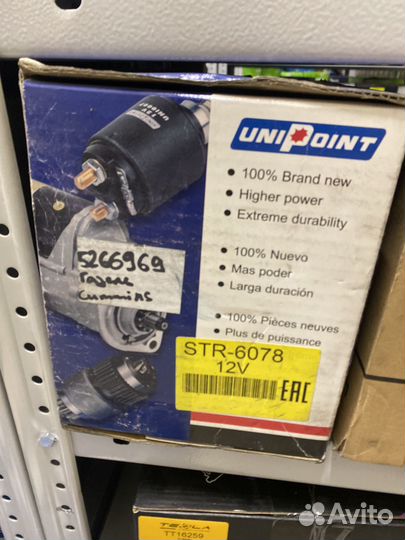 UNIPOINT
100% Brand new
Higher power
Extreme durability
100% Nuevo
Mas poder
Larga duración
100% Pièces neuves
Plus de puissance
5266969
Газель
Cummins
STR-6078
12V
EAC
TESLA
TT16259
Avito